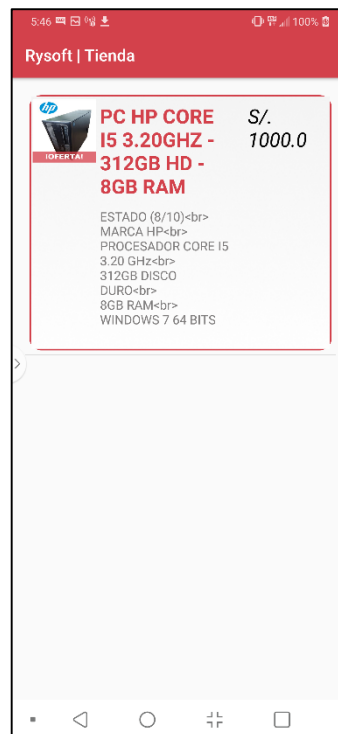 5:46 100%
Rysoft | Tienda
hp
¡OFERTA!
PC HP CORE
I5 3.20GHZ -
312GB HD -
8GB RAM
S/.
1000.0
ESTADO (8/10)<br>
MARCA HP<br>
PROCESADOR CORE I5
3.20 GHz<br>
312GB DISCO
DURO<br>
8GB RAM<br>
WINDOWS 7 64 BITS